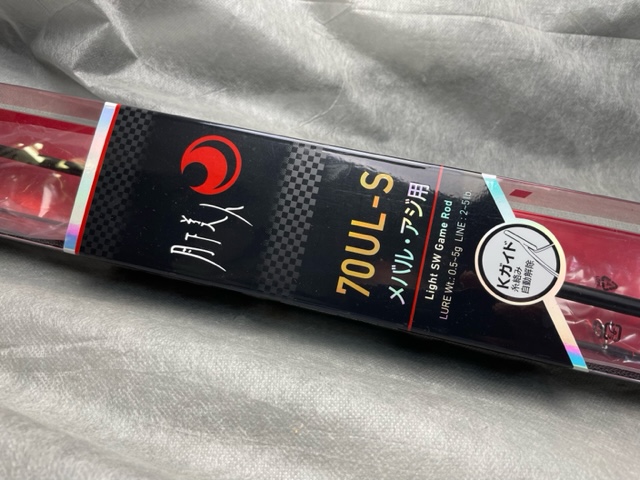 月下美人
70UL-S
メバル・アジ用
Light SW Game Rod
LURE Wt.: 0.5-5g LINE: 2-5lb
Kガイド
糸絡み
自動解除